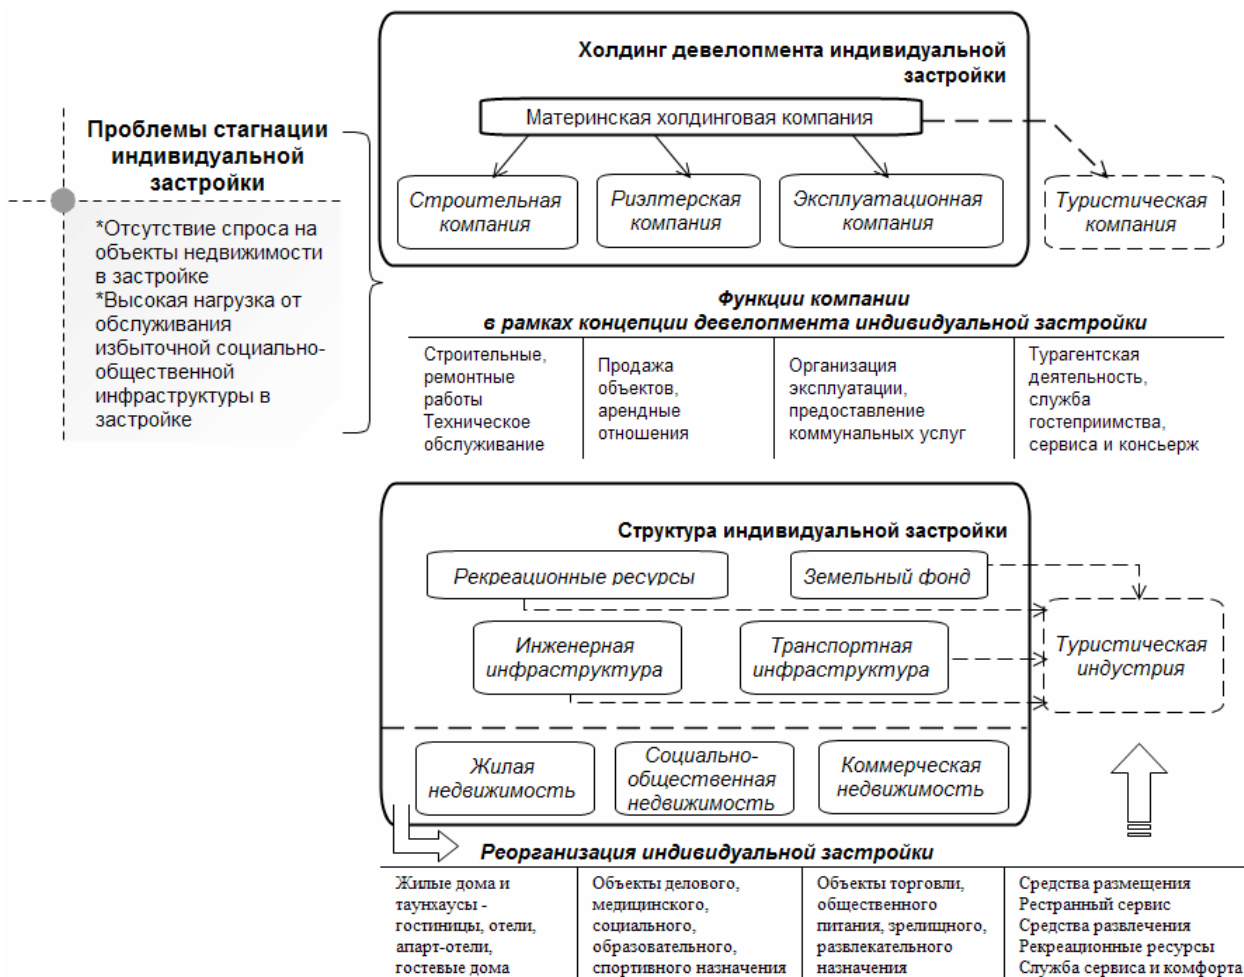 Холдинг девелопмента индивидуальной
застройки
Материнская холдинговая компания
Строительная
компания
Риэлтерская
компания
Эксплуатационная
компания
Туристическая
компания
Проблемы стагнации
индивидуальной
застройки
*Отсутствие спроса на
объекты недвижимости
в застройке
*Высокая нагрузка от
обслуживания
избыточной социально-
общественной
инфраструктуры в
застройке
Функции компании
в рамках концепции девелопмента индивидуальной застройки
Строительные,
ремонтные
работы
Техническое
обслуживание
Продажа
объектов,
арендные
отношения
Организация
эксплуатации,
предоставление
коммунальных услуг
Турагентская
деятельность,
служба
гостеприимства,
сервиса и консьерж
Структура индивидуальной застройки
Рекреационные ресурсы
Земельный фонд
Инженерная
инфраструктура
Транспортная
инфраструктура
Туристическая
индустрия
Жилая
недвижимость
Социально-
общественная
недвижимость
Коммерческая
недвижимость
Реорганизация индивидуальной застройки
Жилые дома и
таунхаусы -
гостиницы, отели,
апарт-отели,
гостевые дома
Объекты делового,
медицинского,
социального,
образовательного,
спортивного назначения
Объекты торговли,
общественного
питания, зрелищного,
развлекательного
назначения
Средства размещения
Рестранный сервис
Средства развлечения
Рекреационные ресурсы
Служба сервиса и комфорта